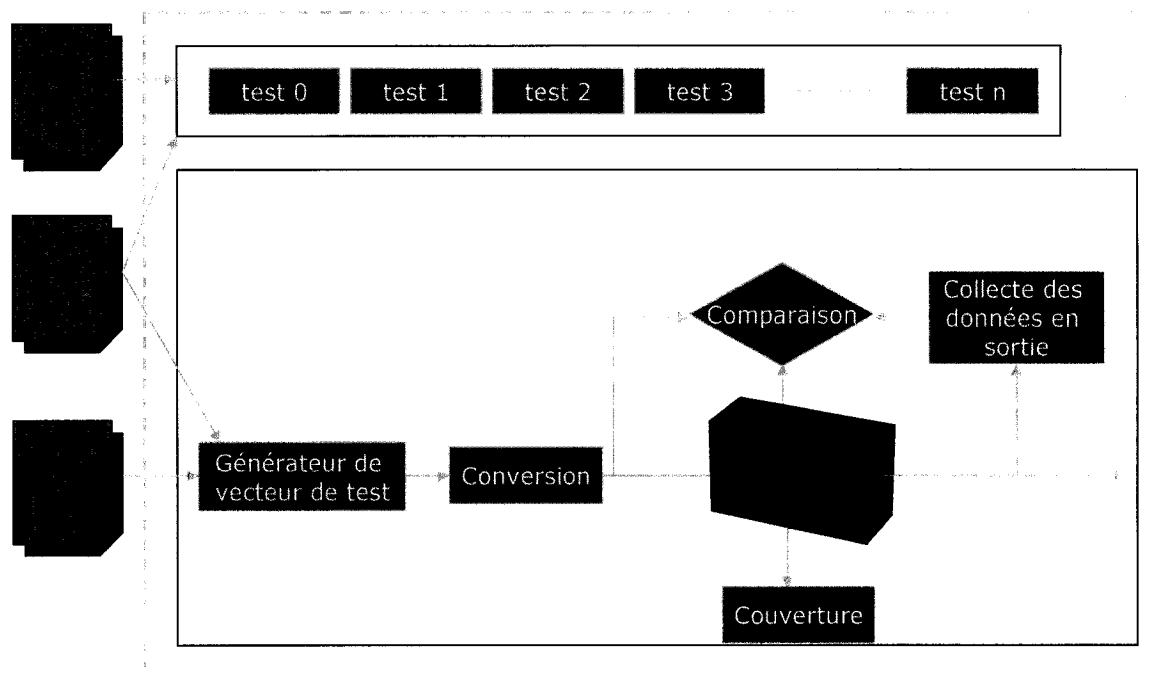 test 0
test 1
test 2
test 3
test n
Comparaison
Collecte des
données en
sortie
Générateur de
vecteur de test
Conversion
Couverture